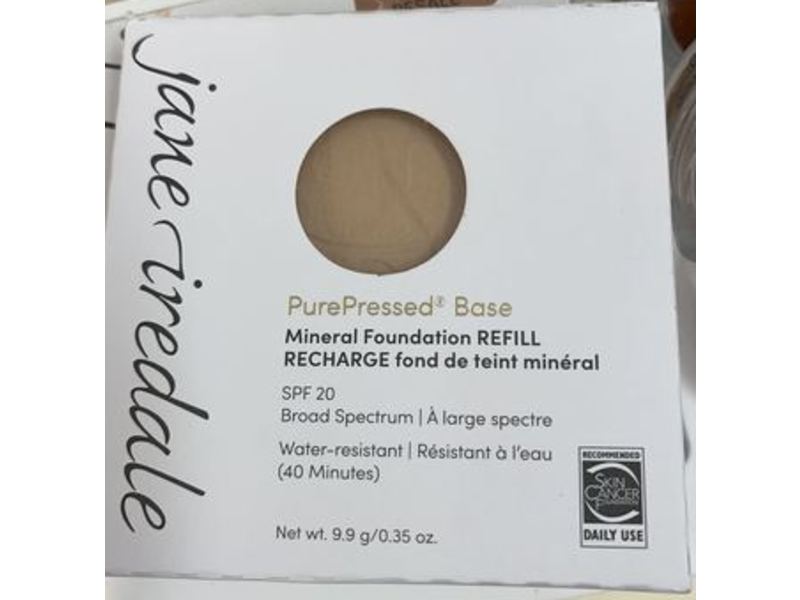 jane iredale
PurePressed® Base
Mineral Foundation REFILL
RECHARGE fond de teint minéral
SPF 20
Broad Spectrum | À large spectre
Water-resistant | Résistant à l'eau
(40 Minutes)
Net wt. 9.9 g/0.35 oz.
RECOMMENDED
SKIN
CANCER
FOUNDATION
DAILY USE